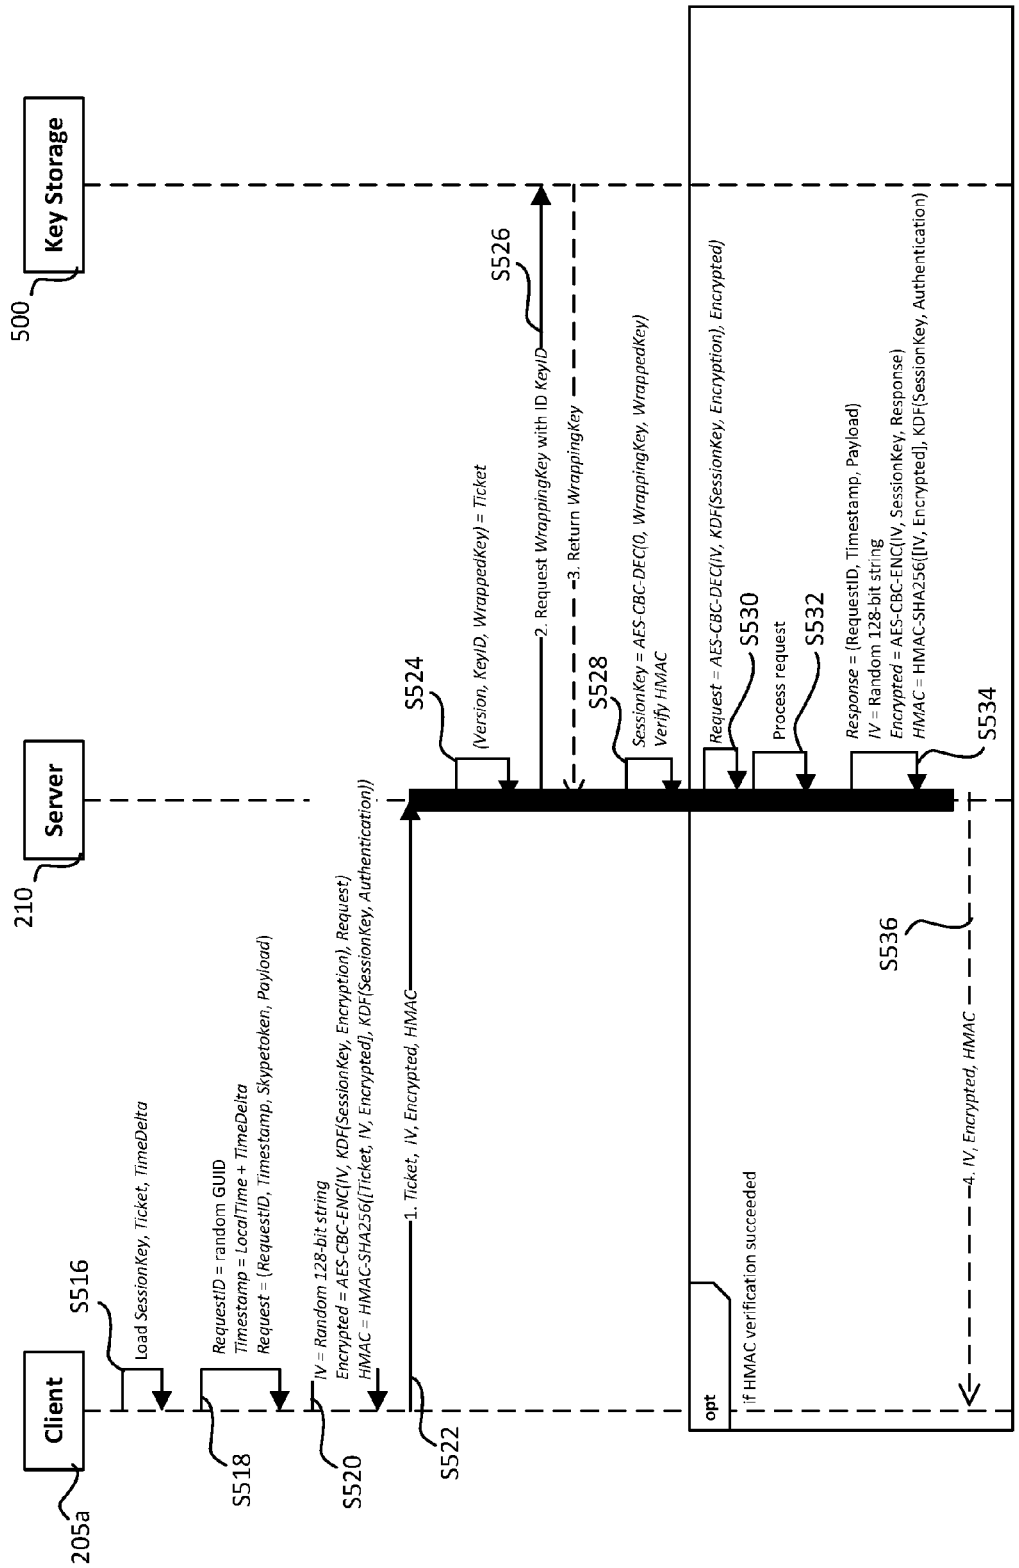 Client
205a
Server
210
Key Storage
500
S516
Load SessionKey, Ticket, TimeDelta
S518
RequestID = random GUID
Timestamp = LocalTime + TimeDelta
Request = (RequestID, Timestamp, Skypetoken, Payload)
S520
IV = Random 128-bit string
Encrypted = AES-CBC-ENC(IV, KDF(SessionKey, Encryption), Request)
HMAC = HMAC-SHA256([Ticket, IV, Encrypted], KDF(SessionKey, Authentication))
S522
1. Ticket, IV, Encrypted, HMAC
S524
(Version, KeyID, WrappedKey) = Ticket
S526
2. Request WrappingKey with ID KeyID
3. Return WrappingKey
S528
SessionKey = AES-CBC-DEC(0, WrappingKey, WrappedKey)
Verify HMAC
opt
if HMAC verification succeeded
Request = AES-CBC-DEC(IV, KDF(SessionKey, Encryption), Encrypted)
S530
Process request
S532
Response = (RequestID, Timestamp, Payload)
IV = Random 128-bit string
Encrypted = AES-CBC-ENC(IV, SessionKey, Response)
HMAC = HMAC-SHA256([IV, Encrypted], KDF(SessionKey, Authentication)
S534
S536
4. IV, Encrypted, HMAC